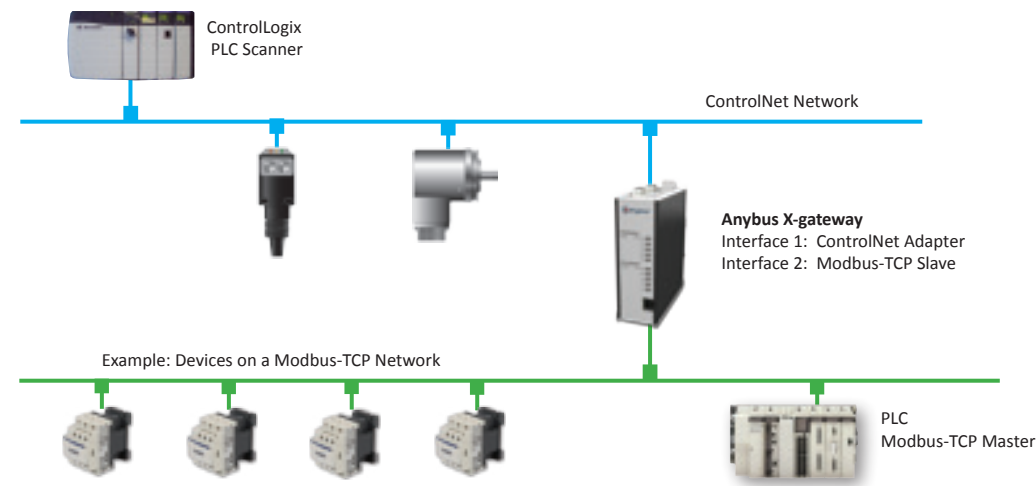 ControlLogix
PLC Scanner
ControlNet Network
Anybus X-gateway
Interface 1: ControlNet Adapter
Interface 2: Modbus-TCP Slave
Example: Devices on a Modbus-TCP Network
PLC
Modbus-TCP Master